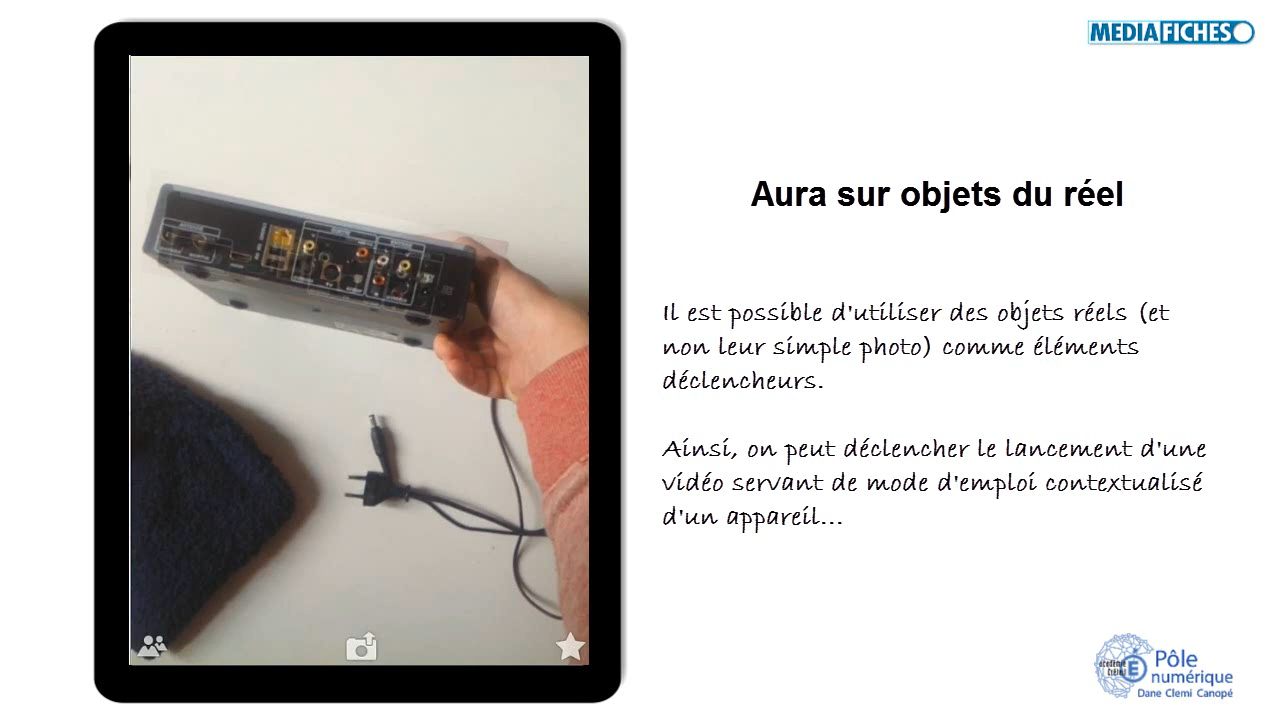 MEDIAFICHES
Aura sur objets du réel
Il est possible d'utiliser des objets réels (et
non leur simple photo) comme éléments
déclencheurs.
Ainsi, on peut déclencher le lancement d'une
vidéo servant de mode d'emploi contextualisé
d'un appareil...
académie
Créteil
Pôle
numérique
Dane Clemi Canopé